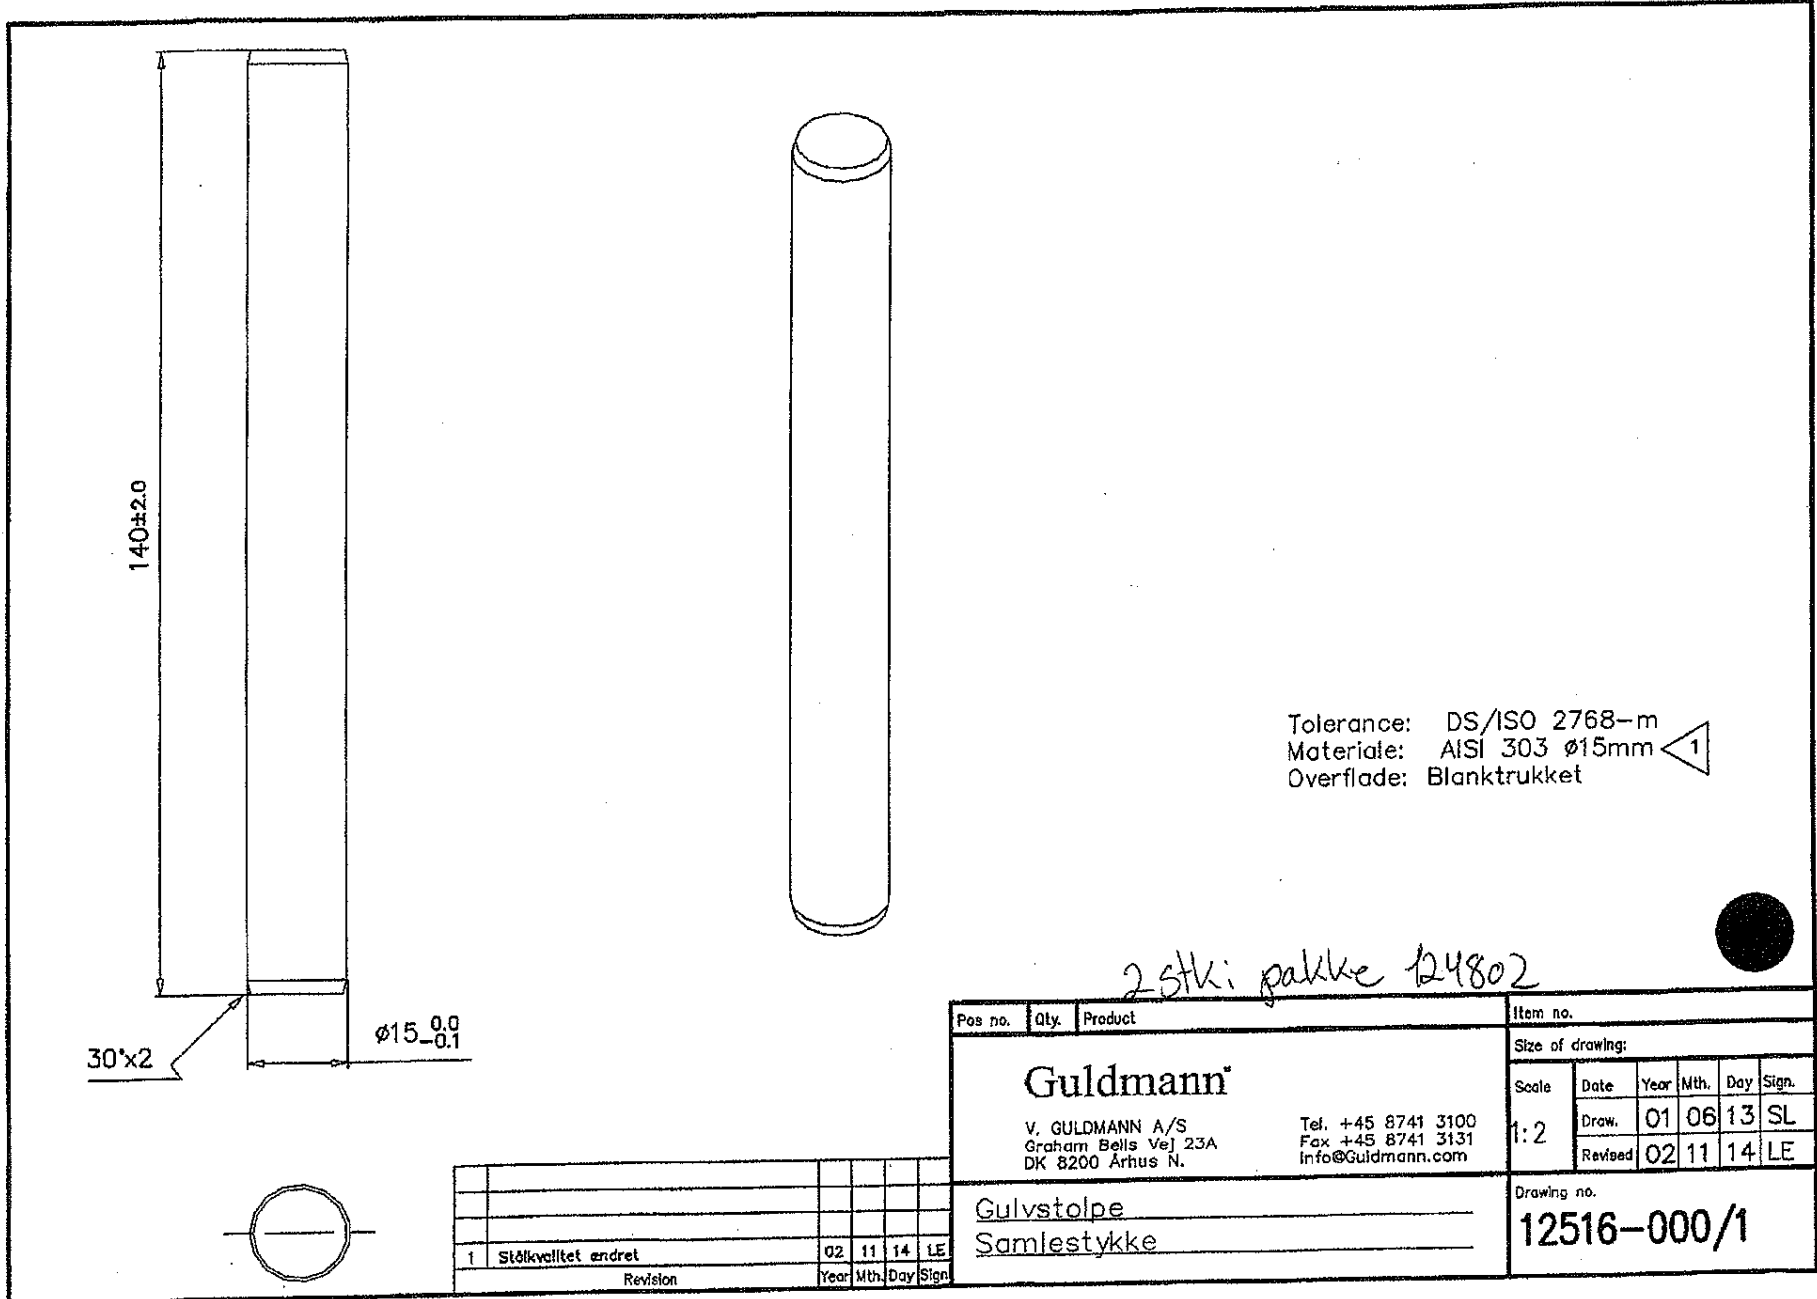 140±2.0
30°x2
ø15 0.0
-0.1
Tolerance: DS/ISO 2768-m
Materiale: AISI 303 ø15mm 1
Overflade: Blanktrukket
2 stk i pakke 124802
Pos no. Qty. Product Item no.
Size of drawing:
Guldmann
V. GULDMANN A/S
Graham Bells Vej 23A
DK 8200 Århus N.
Tel. +45 8741 3100
Fax +45 8741 3131
Info@Guldmann.com
Scale Date Year Mth. Day Sign.
1:2 Draw. 01 06 13 SL
Revised 02 11 14 LE
Gulvstolpe
Samlestykke
Drawing no.
12516-000/1
1 Stålkvalitet ændret 02 11 14 LE
Revision Year Mth. Day Sign